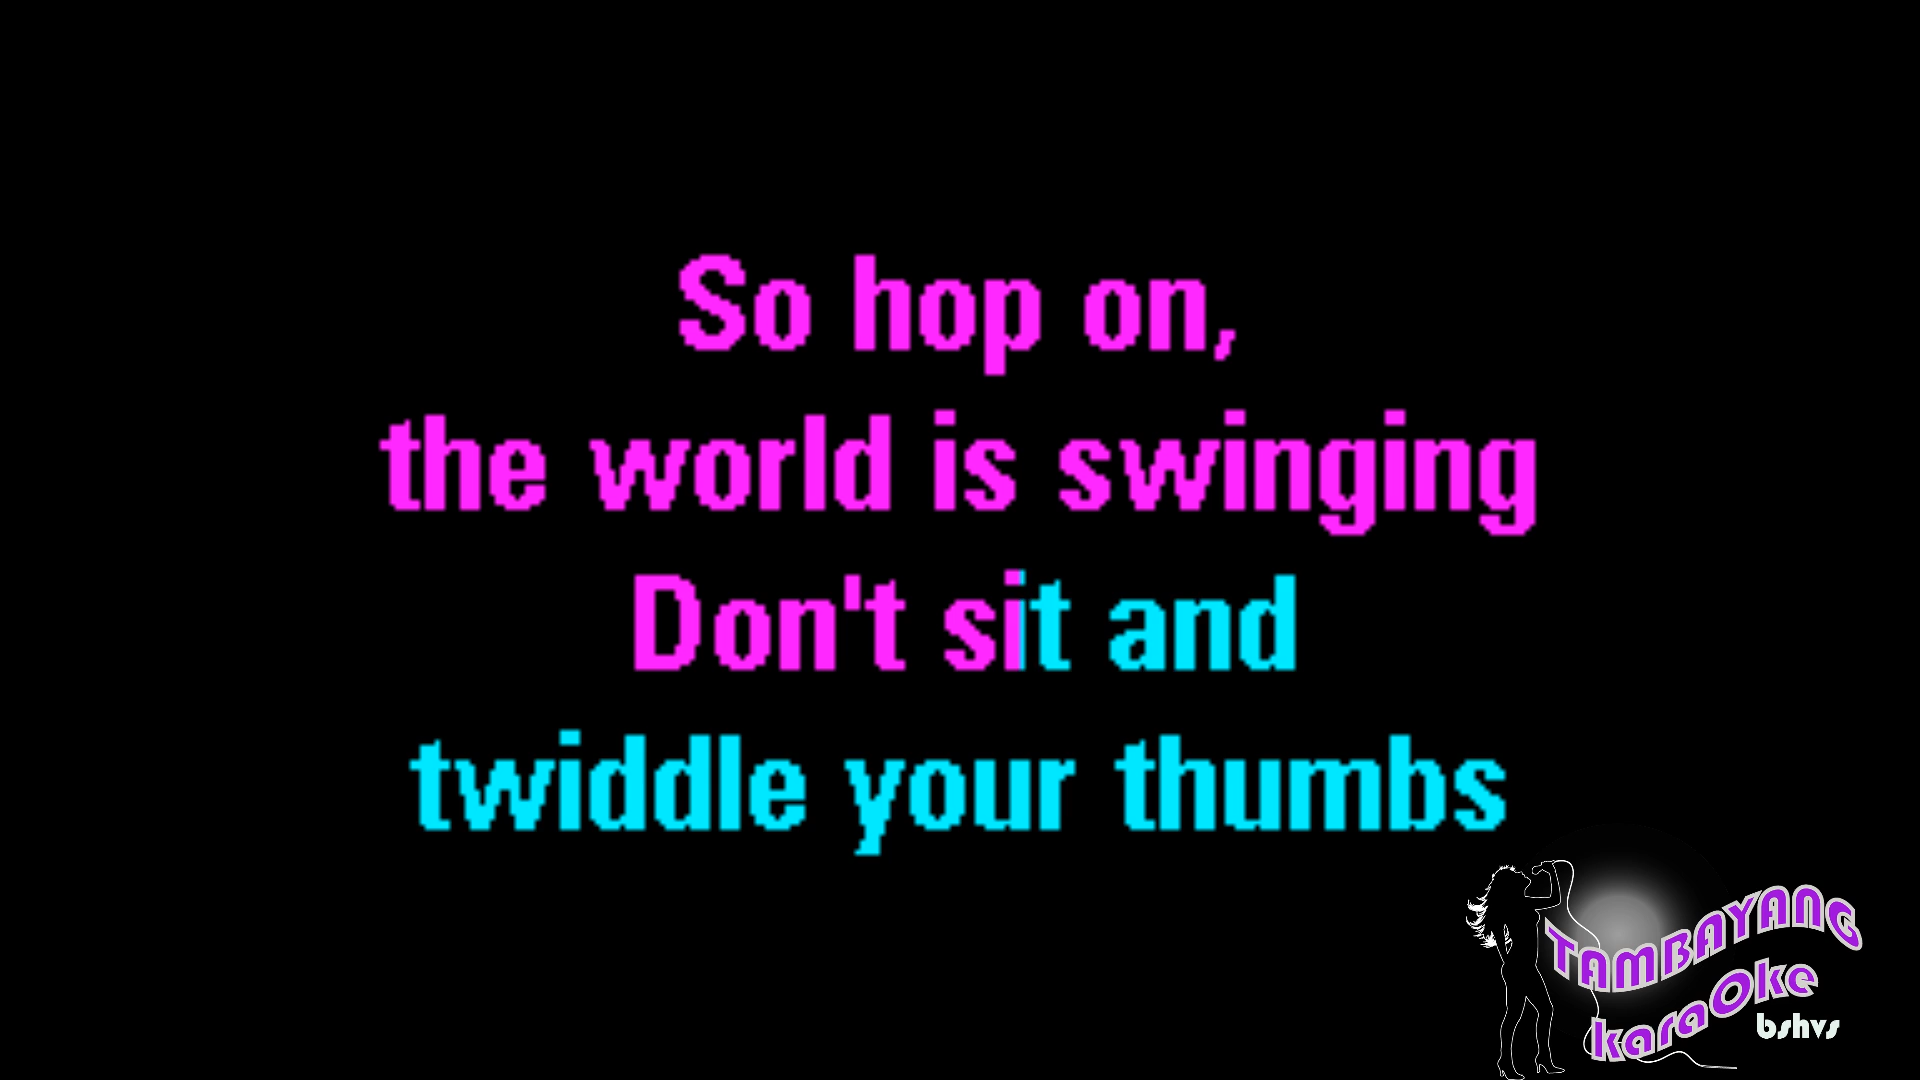 So hop on,
the world is swinging
Don't sit and
twiddle your thumbs
TAMBAYANG
karaOke
bshvs